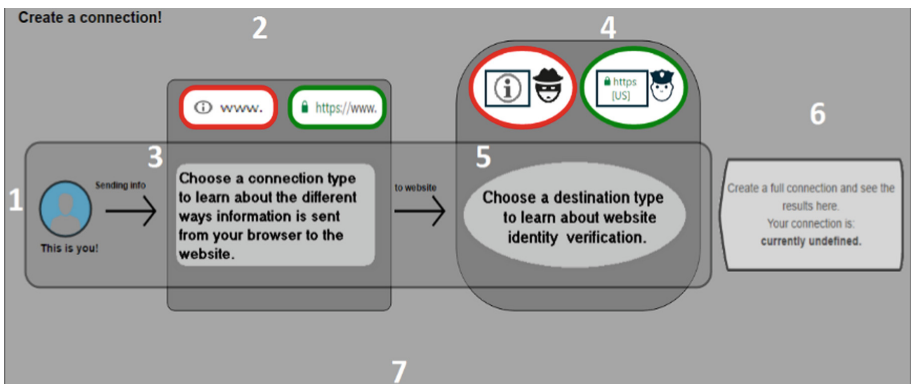 Create a connection!
2
4
www.
https://www.
i
https
[US]
6
1
3
5
Sending info
This is you!
Choose a connection type
to learn about the different
ways information is sent
from your browser to the
website.
to website
Choose a destination type
to learn about website
identity verification.
Create a full connection and see the
results here.
Your connection is:
currently undefined.
7